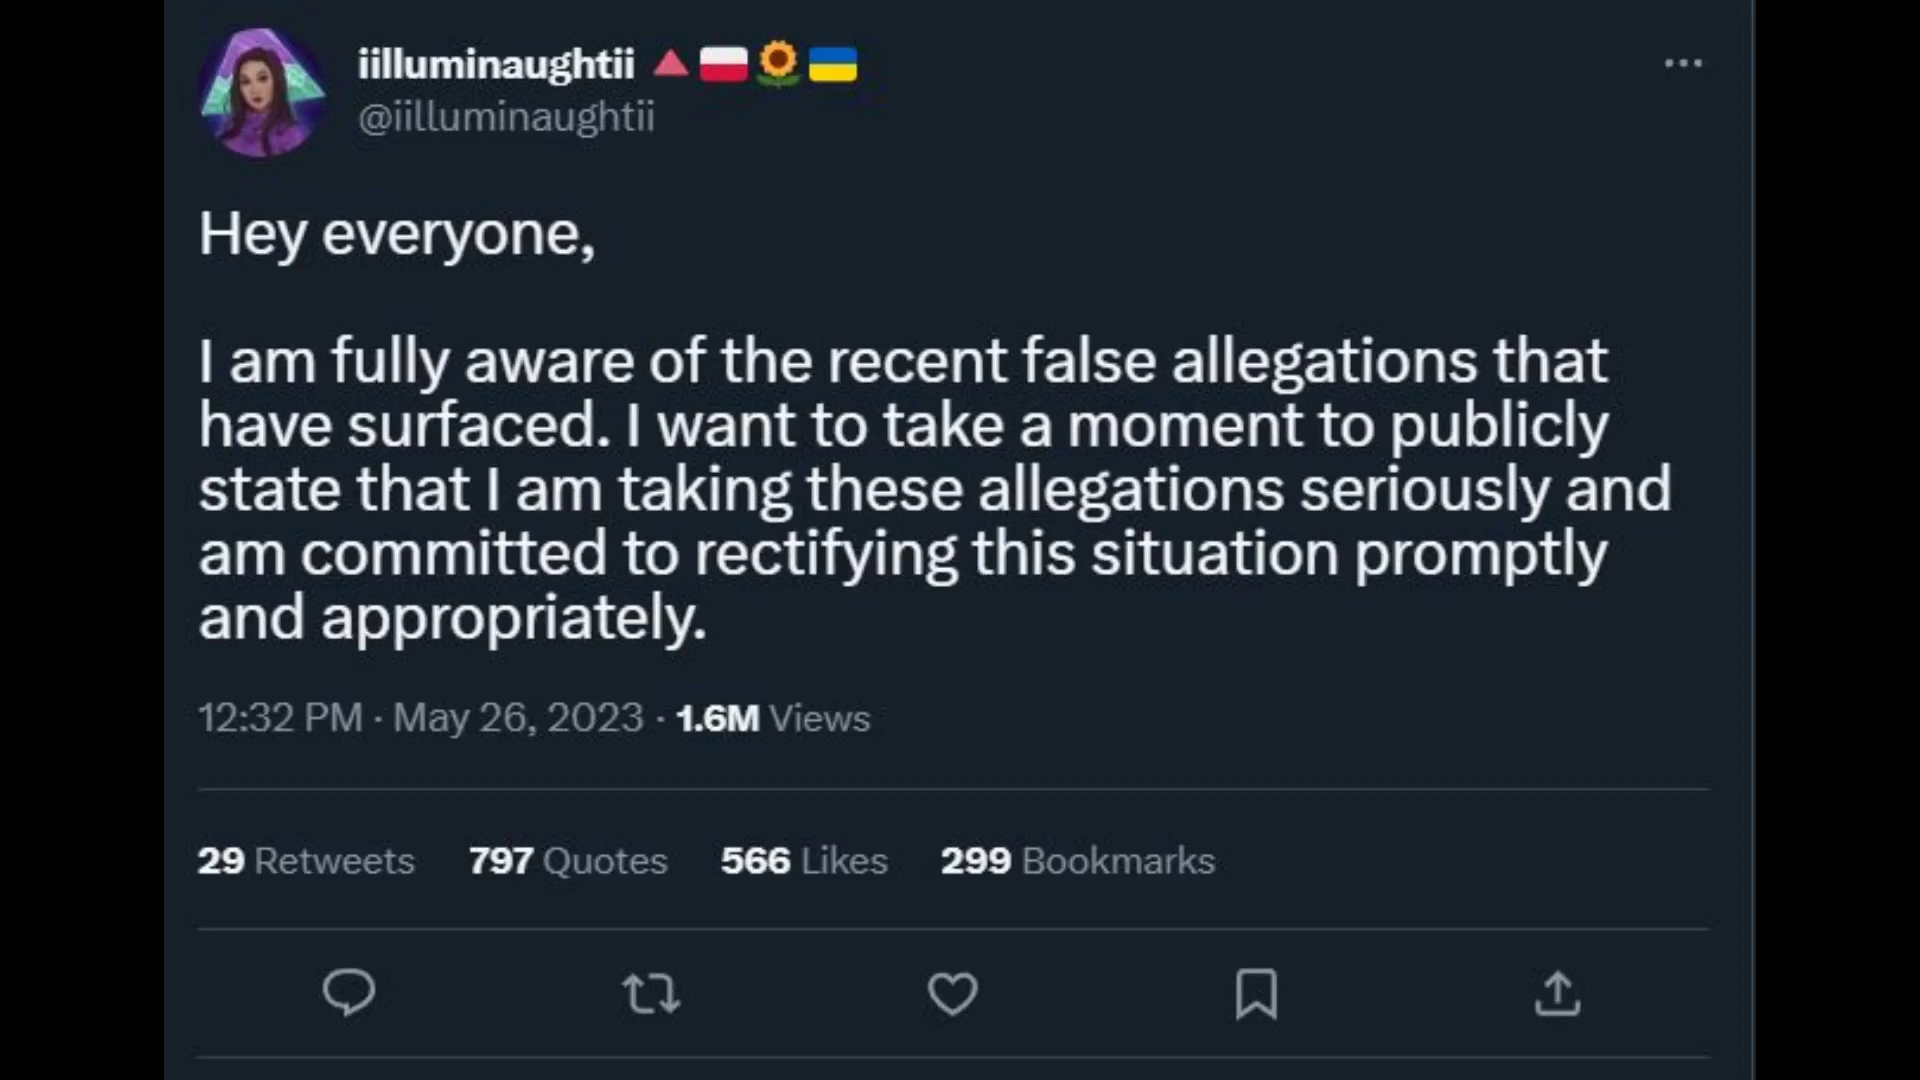 iilluminaughtii 🔺🇵🇱🌻🇺🇦
@iilluminaughtii
Hey everyone,
I am fully aware of the recent false allegations that
have surfaced. I want to take a moment to publicly
state that I am taking these allegations seriously and
am committed to rectifying this situation promptly
and appropriately.
12:32 PM · May 26, 2023 · 1.6M Views
29 Retweets 797 Quotes 566 Likes 299 Bookmarks